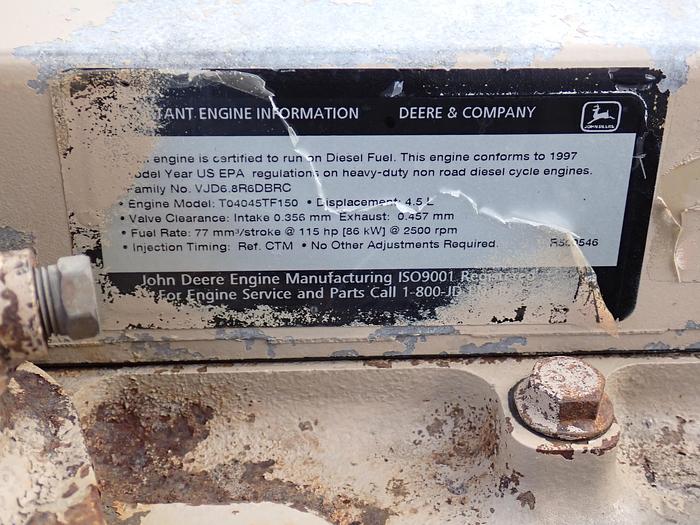 TANT ENGINE INFORMATION DEERE & COMPANY
JOHN DEERE
engine is certified to run on Diesel Fuel. This engine conforms to 1997
odel Year US EPA regulations on heavy-duty non road diesel cycle engines.
Family No. VJD6.8R6DBRC
• Engine Model: T04045TF150 • Displacement: 4.5 L
• Valve Clearance: Intake 0.356 mm Exhaust: 0.457 mm
• Fuel Rate: 77 mm³/stroke @ 115 hp [86 kW] @ 2500 rpm
• Injection Timing: Ref. CTM • No Other Adjustments Required.
John Deere Engine Manufacturing ISO9001
For Engine Service and Parts Call 1-800-JD